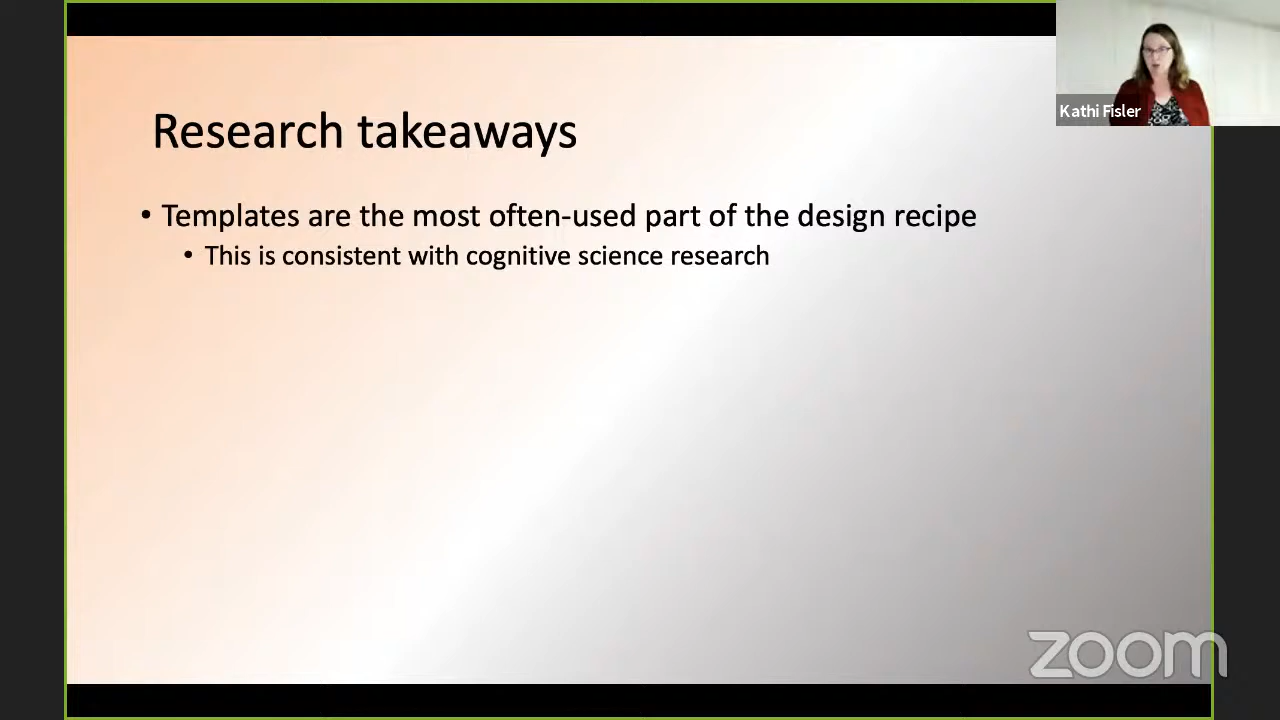 Research takeaways
• Templates are the most often-used part of the design recipe
• This is consistent with cognitive science research
Kathi Fisler
zoom